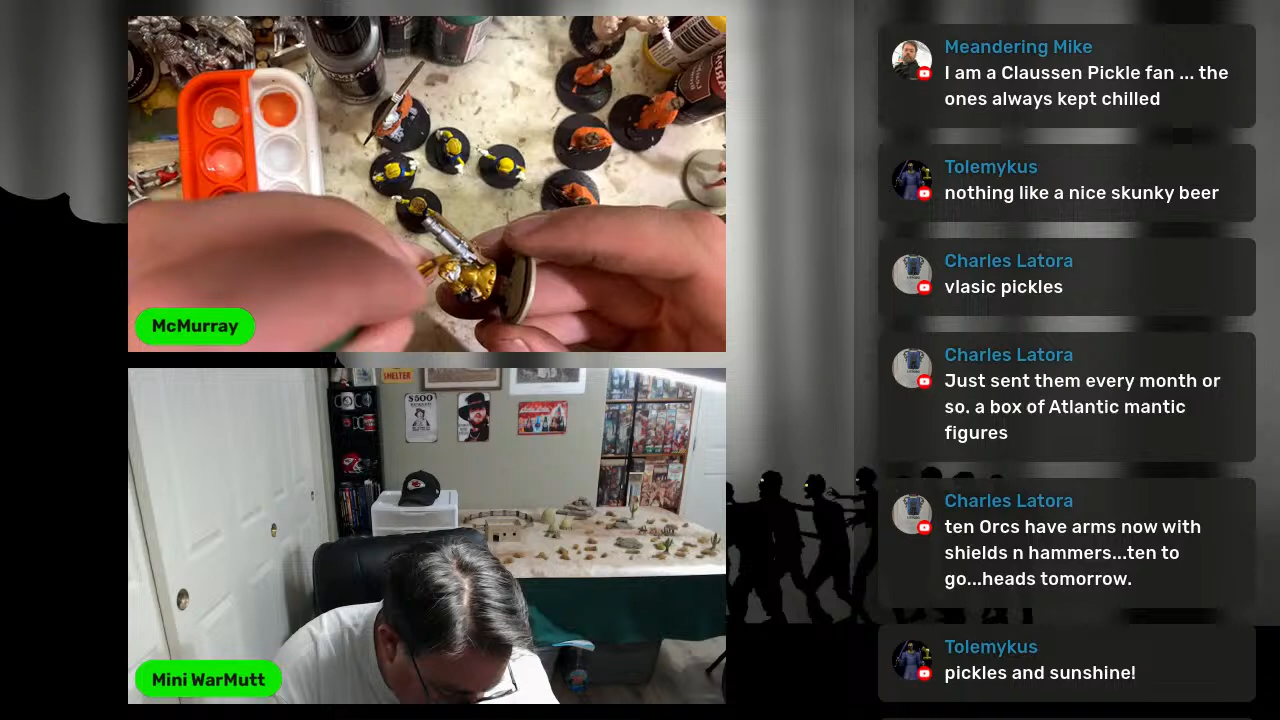 McMurray
SHELTER
$500
Mini WarMutt
Meandering Mike
I am a Claussen Pickle fan ... the
ones always kept chilled
Tolemykus
nothing like a nice skunky beer
Charles Latora
vlasic pickles
Charles Latora
Just sent them every month or
so. a box of Atlantic mantic
figures
Charles Latora
ten Orcs have arms now with
shields n hammers...ten to
go...heads tomorrow.
Tolemykus
pickles and sunshine!